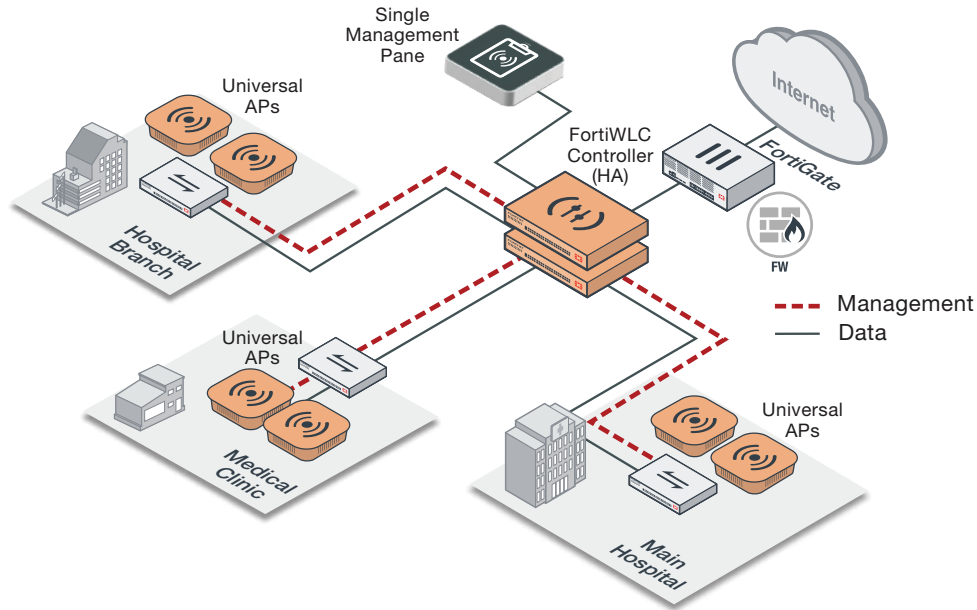 Single
Management
Pane
Universal
APs
Internet
FortiWLC
Controller
(HA)
FortiGate
FW
Hospital
Branch
Management
Data
Universal
APs
Medical
Clinic
Universal
APs
Main
Hospital